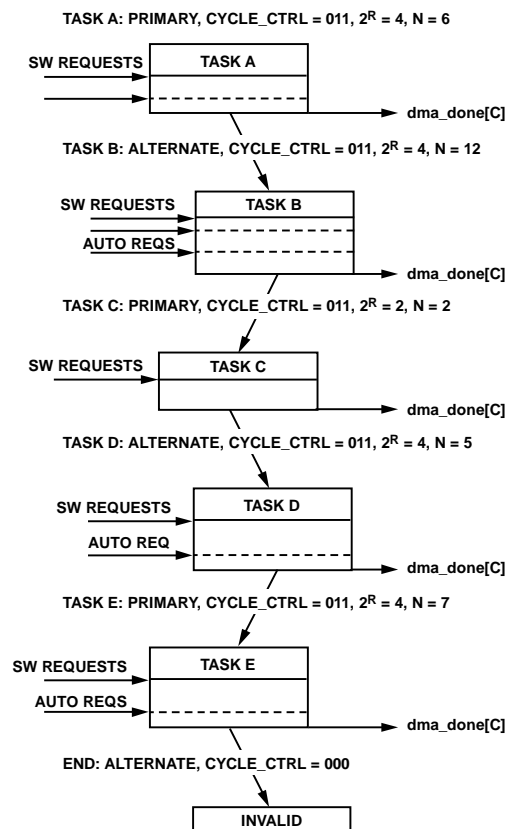 TASK A: PRIMARY, CYCLE_CTRL = 011, 2ᴿ = 4, N = 6
SW REQUESTS
TASK A
dma_done[C]
TASK B: ALTERNATE, CYCLE_CTRL = 011, 2ᴿ = 4, N = 12
SW REQUESTS
TASK B
AUTO REQS
dma_done[C]
TASK C: PRIMARY, CYCLE_CTRL = 011, 2ᴿ = 2, N = 2
SW REQUESTS
TASK C
dma_done[C]
TASK D: ALTERNATE, CYCLE_CTRL = 011, 2ᴿ = 4, N = 5
SW REQUESTS
TASK D
AUTO REQ
dma_done[C]
TASK E: PRIMARY, CYCLE_CTRL = 011, 2ᴿ = 4, N = 7
SW REQUESTS
TASK E
AUTO REQS
dma_done[C]
END: ALTERNATE, CYCLE_CTRL = 000
INVALID